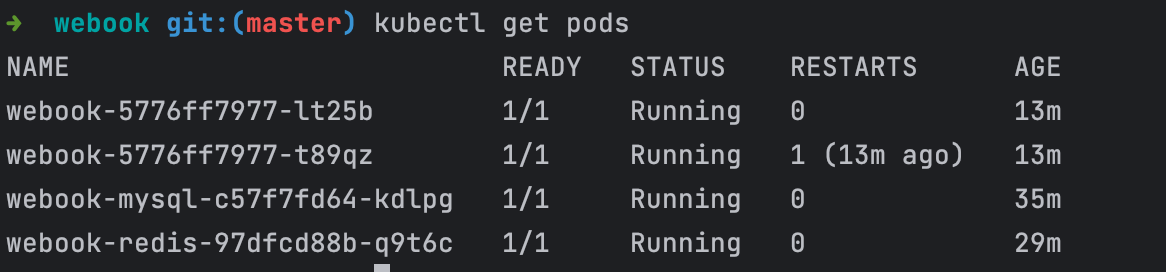 ➜ webook git:(master) kubectl get pods
NAME READY STATUS RESTARTS AGE
webook-5776ff7977-lt25b 1/1 Running 0 13m
webook-5776ff7977-t89qz 1/1 Running 1 (13m ago) 13m
webook-mysql-c57f7fd64-kdlpg 1/1 Running 0 35m
webook-redis-97dfcd88b-q9t6c 1/1 Running 0 29m